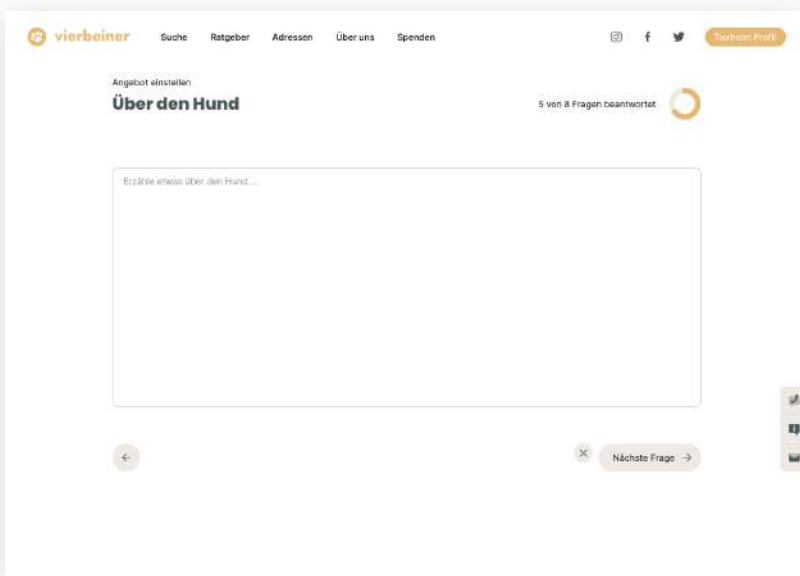 vierbeiner
Suche
Ratgeber
Adressen
Über uns
Spenden
Tierheim Profil
Angebot einstellen
Über den Hund
5 von 8 Fragen beantwortet
Erzähle etwas über den Hund....
Nächste Frage